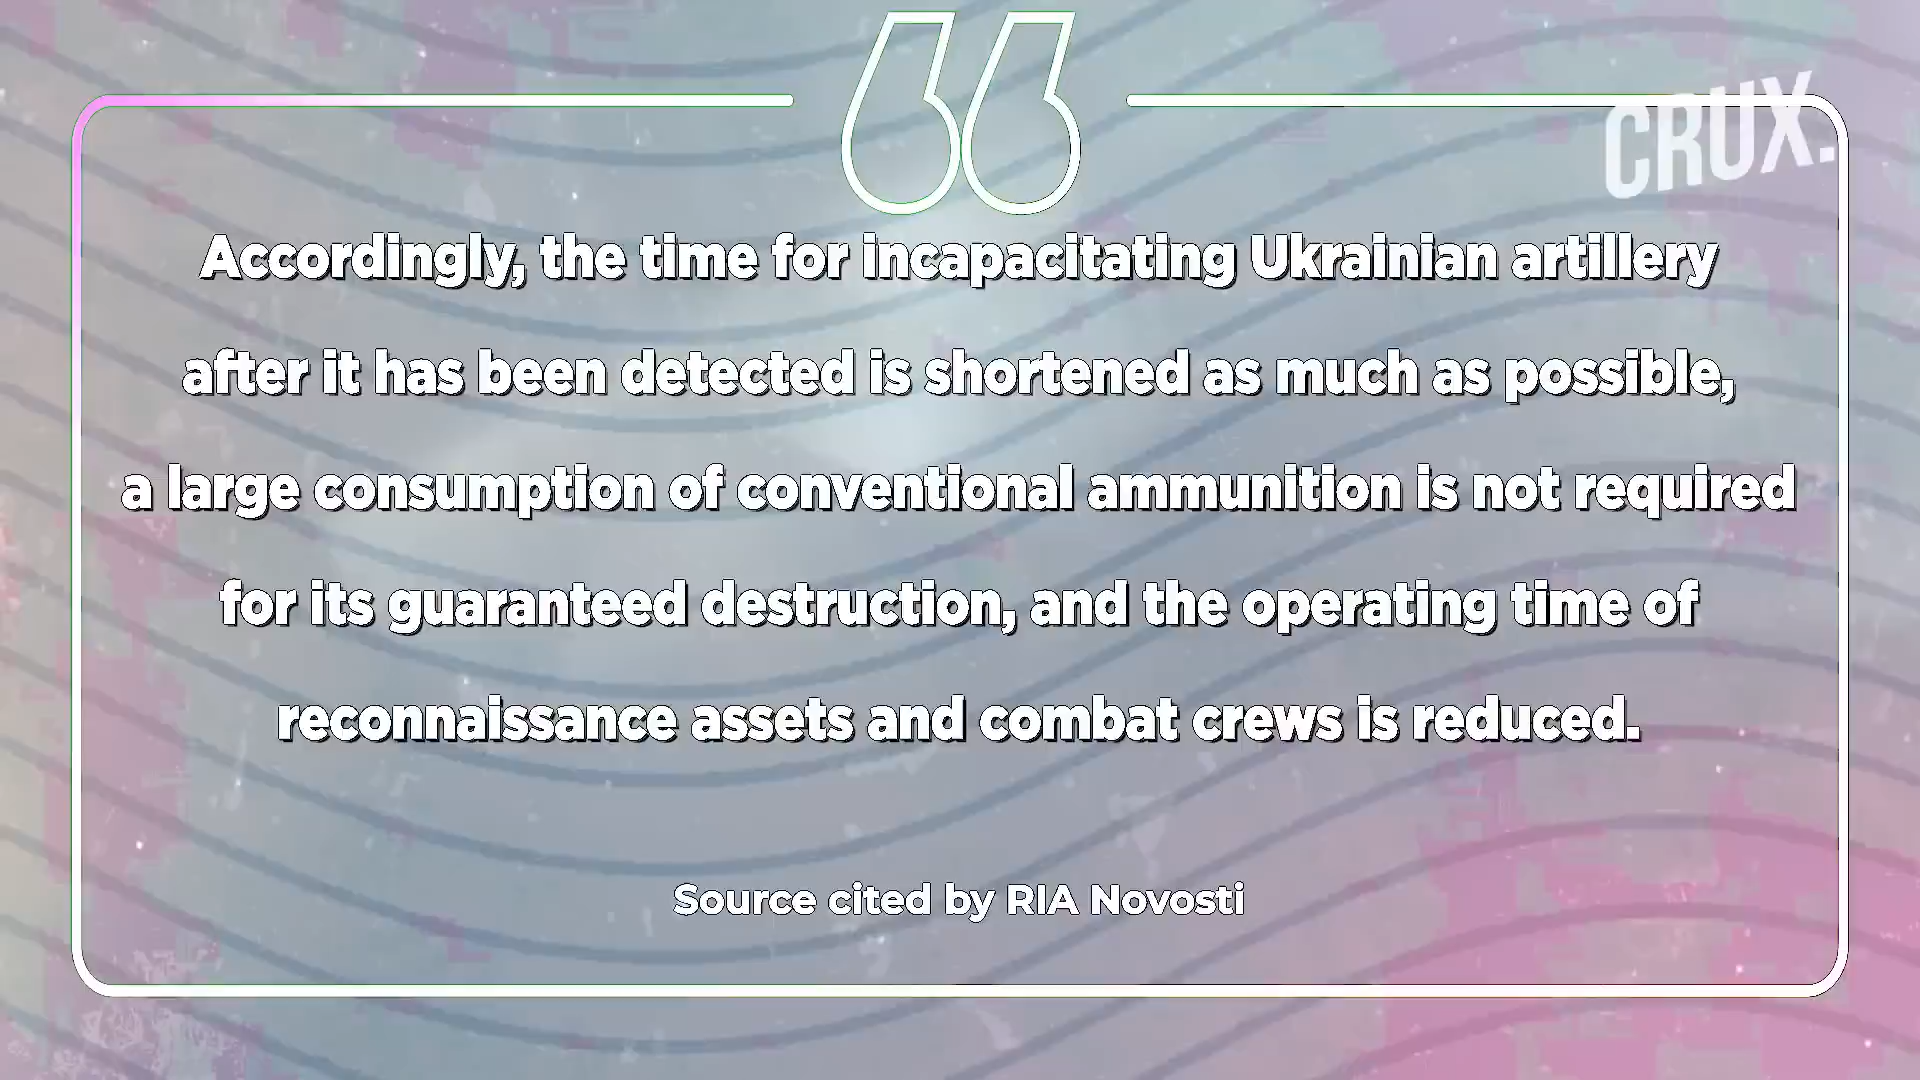 CRUX.
Accordingly, the time for incapacitating Ukrainian artillery
after it has been detected is shortened as much as possible,
a large consumption of conventional ammunition is not required
for its guaranteed destruction, and the operating time of
reconnaissance assets and combat crews is reduced.
Source cited by RIA Novosti